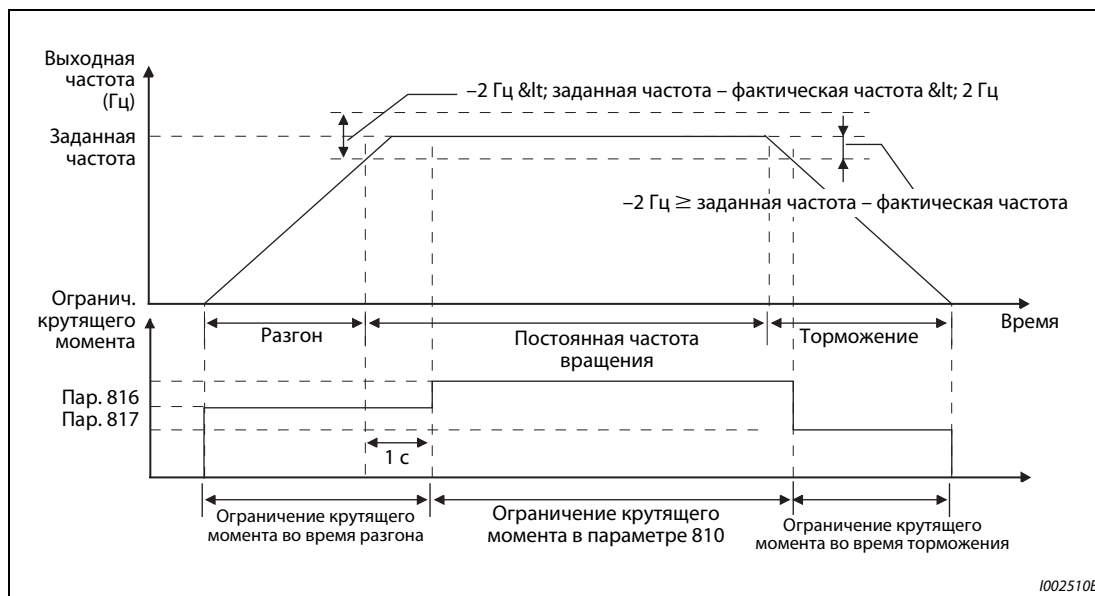 Выходная
частота
(Гц)
–2 Гц &lt; заданная частота – фактическая частота &lt; 2 Гц
Заданная
частота
–2 Гц ≥ заданная частота – фактическая частота
Огранич.
крутящего
момента
Время
Разгон
Постоянная частота
вращения
Торможение
Пар. 816
Пар. 817
1 с
Ограничение крутящего
момента во время разгона
Ограничение крутящего
момента в параметре 810
Ограничение крутящего
момента во время торможения
I002510E